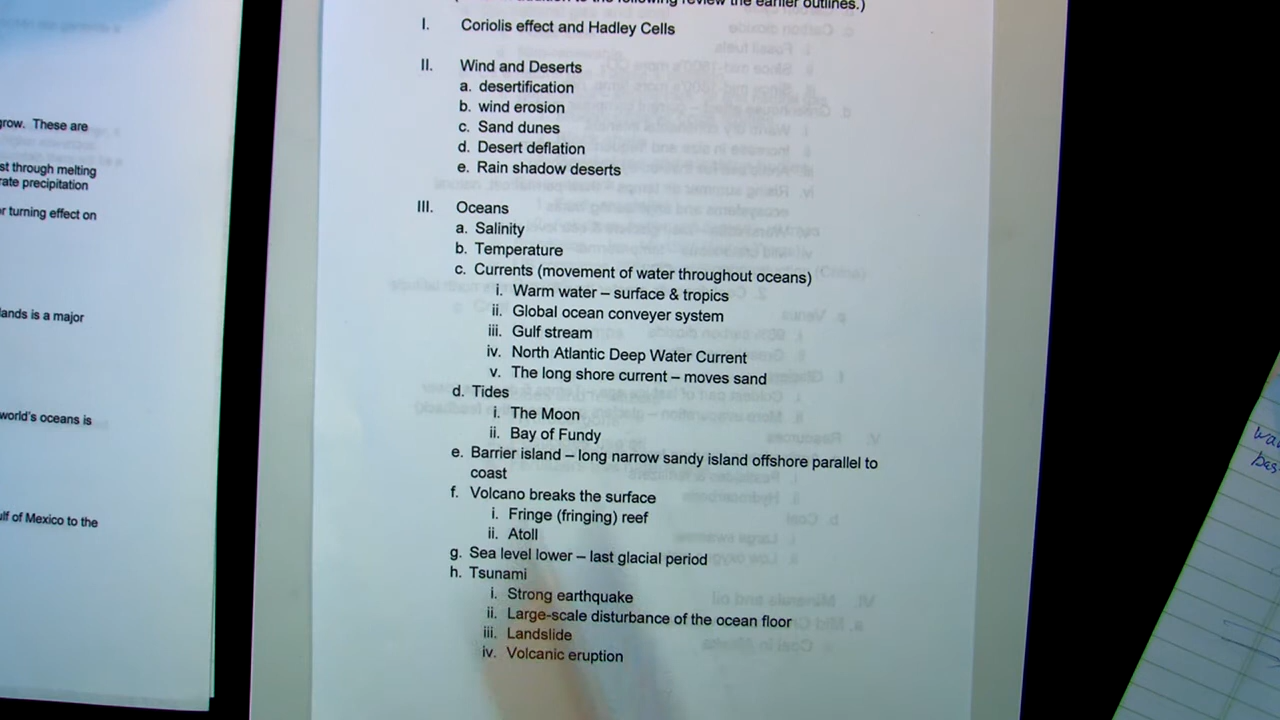 the following review the earlier outlines.)
I. Coriolis effect and Hadley Cells
II. Wind and Deserts
a. desertification
b. wind erosion
c. Sand dunes
d. Desert deflation
e. Rain shadow deserts
III. Oceans
a. Salinity
b. Temperature
c. Currents (movement of water throughout oceans)
i. Warm water – surface & tropics
ii. Global ocean conveyer system
iii. Gulf stream
iv. North Atlantic Deep Water Current
v. The long shore current – moves sand
d. Tides
i. The Moon
ii. Bay of Fundy
e. Barrier island – long narrow sandy island offshore parallel to
coast
f. Volcano breaks the surface
i. Fringe (fringing) reef
ii. Atoll
g. Sea level lower – last glacial period
h. Tsunami
i. Strong earthquake
ii. Large-scale disturbance of the ocean floor
iii. Landslide
iv. Volcanic eruption
grow. These are
st through melting
rate precipitation
r turning effect on
lands is a major
world's oceans is
ulf of Mexico to the